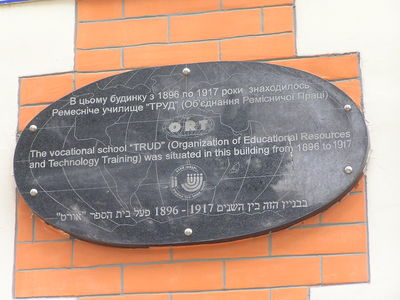 В цьому будинку з 1896 по 1917 роки знаходилось
Ремесніче училище "ТРУД" (Об'єднання Ремісничої Праці)
ORT
The vocational school "TRUD" (Organization of Educational Resources
and Technology Training) was situated in this building from 1896 to 1917
בבניין הזה בין השנים 1917 - 1896 פעל בית הספר "אורט"